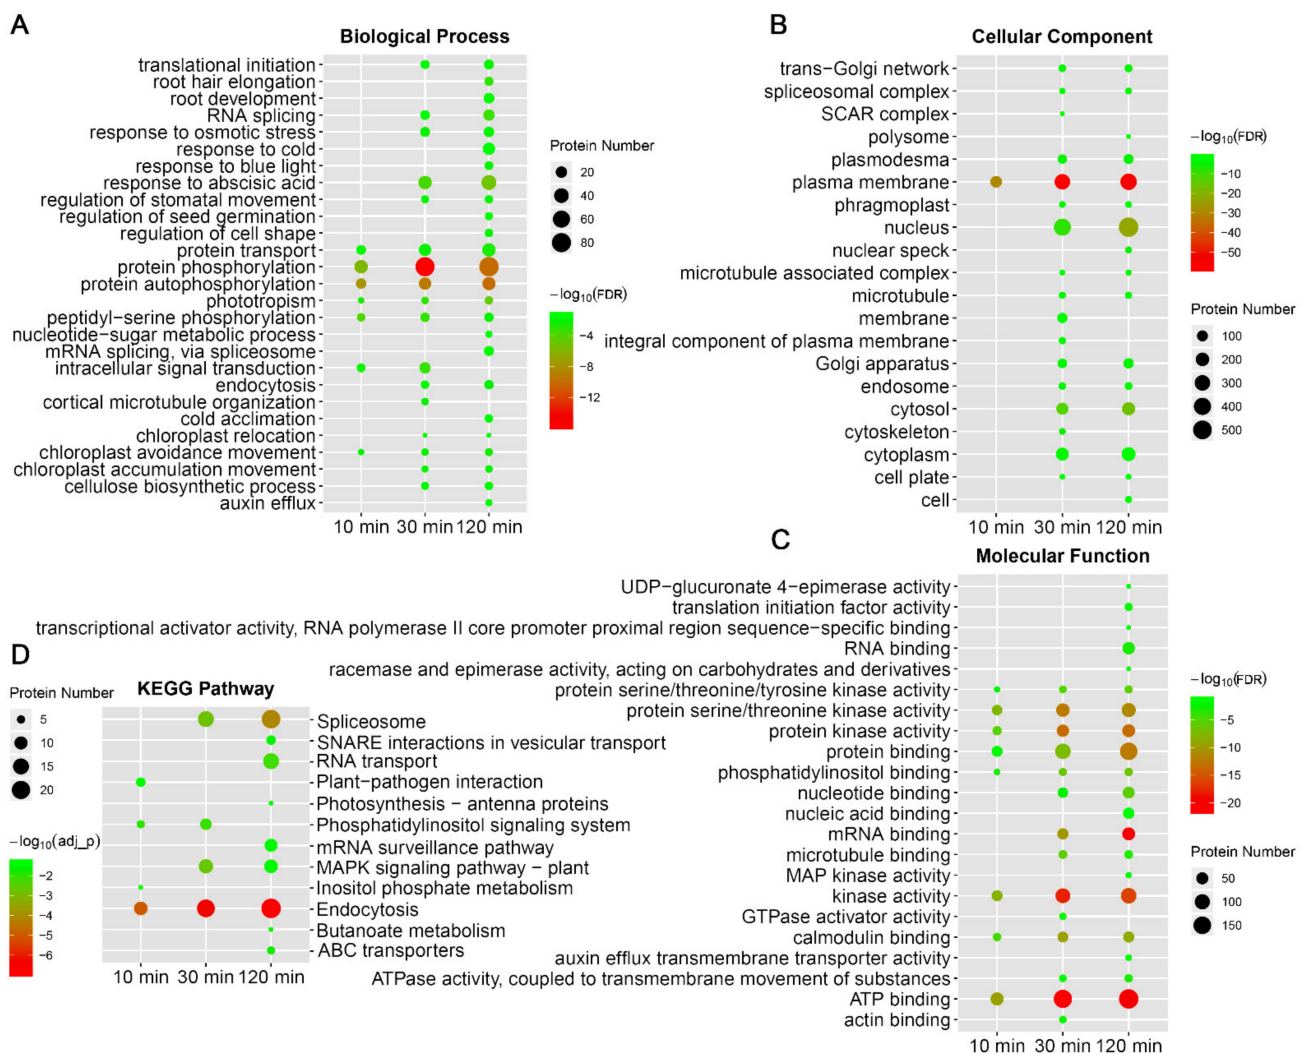 A
Biological Process
translational initiation
root hair elongation
root development
RNA splicing
response to osmotic stress
response to cold
response to blue light
response to abscisic acid
regulation of stomatal movement
regulation of seed germination
regulation of cell shape
protein transport
protein phosphorylation
protein autophosphorylation
phototropism
peptidyl−serine phosphorylation
nucleotide−sugar metabolic process
mRNA splicing, via spliceosome
intracellular signal transduction
endocytosis
cortical microtubule organization
cold acclimation
chloroplast relocation
chloroplast avoidance movement
chloroplast accumulation movement
cellulose biosynthetic process
auxin efflux
10 min 30 min 120 min
Protein Number
20
40
60
80
−log10(FDR)
−4
−8
−12
B
Cellular Component
trans−Golgi network
spliceosomal complex
SCAR complex
polysome
plasmodesma
plasma membrane
phragmoplast
nucleus
nuclear speck
microtubule associated complex
microtubule
membrane
integral component of plasma membrane
Golgi apparatus
endosome
cytosol
cytoskeleton
cytoplasm
cell plate
cell
10 min 30 min 120 min
−log10(FDR)
−10
−20
−30
−40
−50
Protein Number
100
200
300
400
500
C
Molecular Function
UDP−glucuronate 4−epimerase activity
translation initiation factor activity
transcriptional activator activity, RNA polymerase II core promoter proximal region sequence−specific binding
RNA binding
racemase and epimerase activity, acting on carbohydrates and derivatives
protein serine/threonine/tyrosine kinase activity
protein serine/threonine kinase activity
protein kinase activity
protein binding
phosphatidylinositol binding
nucleotide binding
nucleic acid binding
mRNA binding
microtubule binding
MAP kinase activity
kinase activity
GTPase activator activity
calmodulin binding
auxin efflux transmembrane transporter activity
ATPase activity, coupled to transmembrane movement of substances
ATP binding
actin binding
10 min 30 min 120 min
−log10(FDR)
−5
−10
−15
−20
Protein Number
50
100
150
D
KEGG Pathway
Protein Number
5
10
15
20
−log10(adj_p)
−2
−3
−4
−5
−6
Spliceosome
SNARE interactions in vesicular transport
RNA transport
Plant−pathogen interaction
Photosynthesis − antenna proteins
Phosphatidylinositol signaling system
mRNA surveillance pathway
MAPK signaling pathway − plant
Inositol phosphate metabolism
Endocytosis
Butanoate metabolism
ABC transporters
10 min 30 min 120 min